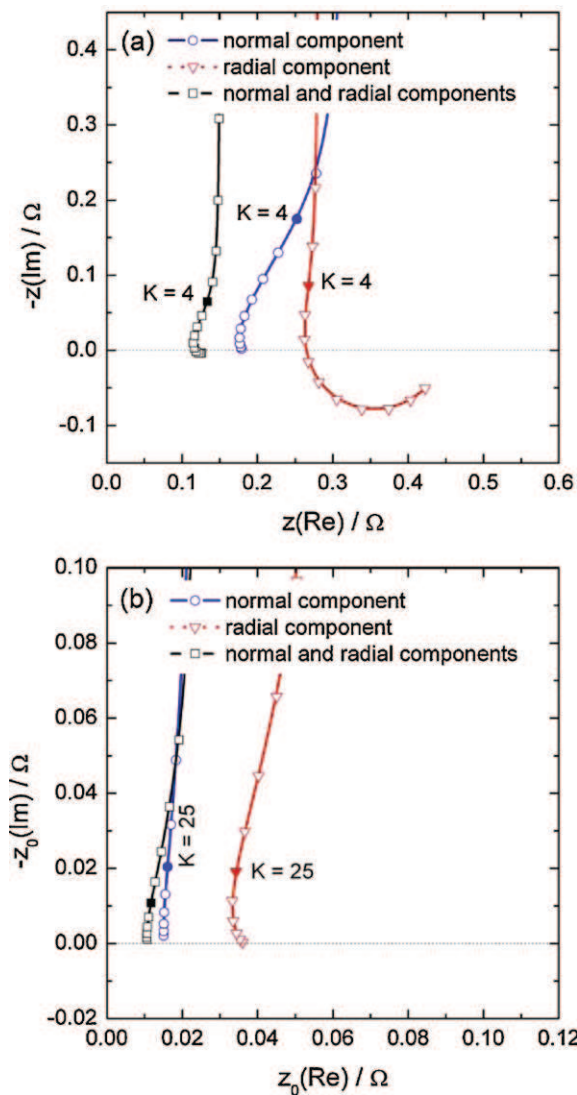 (a)
normal component
radial component
normal and radial components
0.4
0.3
0.2
0.1
0.0
-0.1
-z(Im) / Ω
K = 4
K = 4
K = 4
0.0 0.1 0.2 0.3 0.4 0.5 0.6
z(Re) / Ω
(b)
normal component
radial component
normal and radial components
0.10
0.08
0.06
0.04
0.02
0.00
-0.02
-z₀(Im) / Ω
K = 25
K = 25
0.00 0.02 0.04 0.06 0.08 0.10 0.12
z₀(Re) / Ω